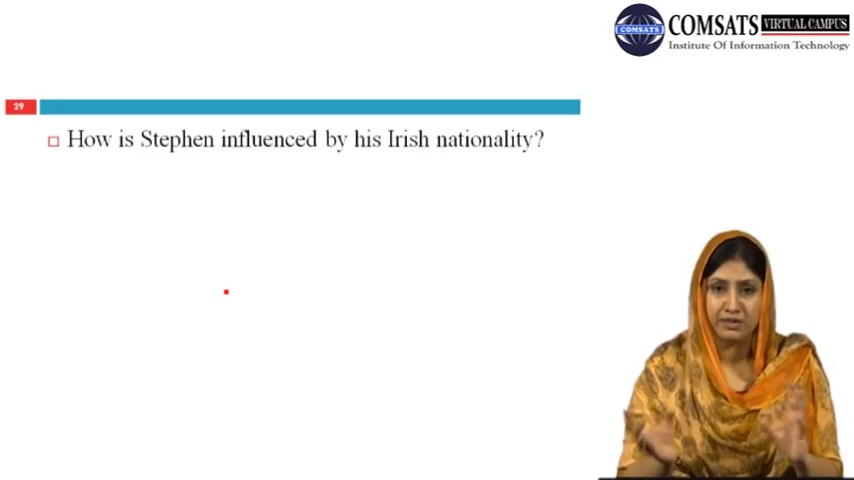 COMSATS VIRTUAL CAMPUS
Institute Of Information Technology
COMSATS
29
How is Stephen influenced by his Irish nationality?